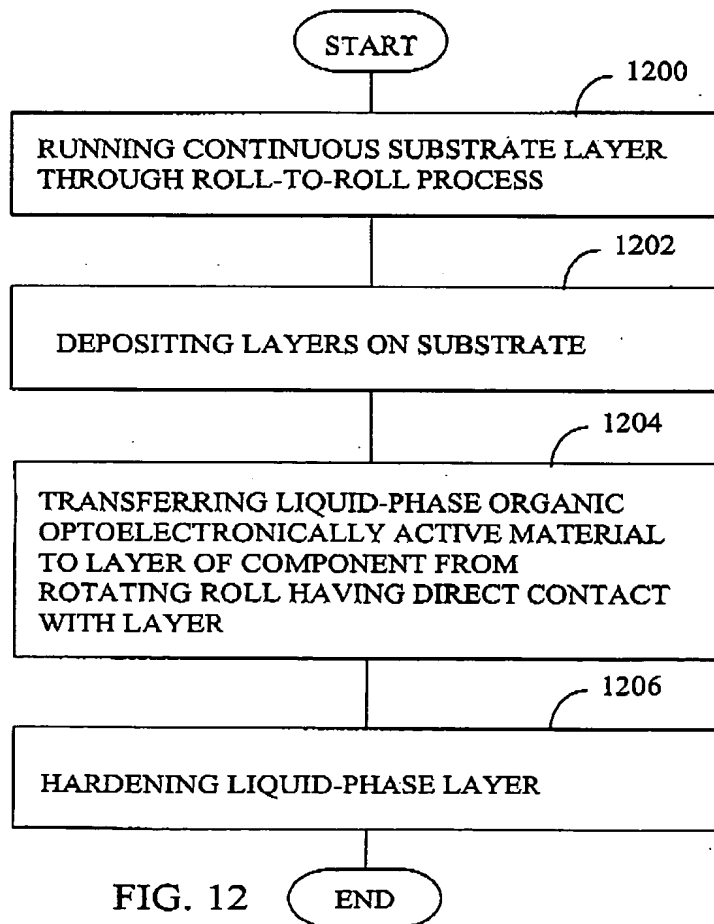 START
1200
RUNNING CONTINUOUS SUBSTRATE LAYER
THROUGH ROLL-TO-ROLL PROCESS
1202
DEPOSITING LAYERS ON SUBSTRATE
1204
TRANSFERRING LIQUID-PHASE ORGANIC
OPTOELECTRONICALLY ACTIVE MATERIAL
TO LAYER OF COMPONENT FROM
ROTATING ROLL HAVING DIRECT CONTACT
WITH LAYER
1206
HARDENING LIQUID-PHASE LAYER
FIG. 12
END